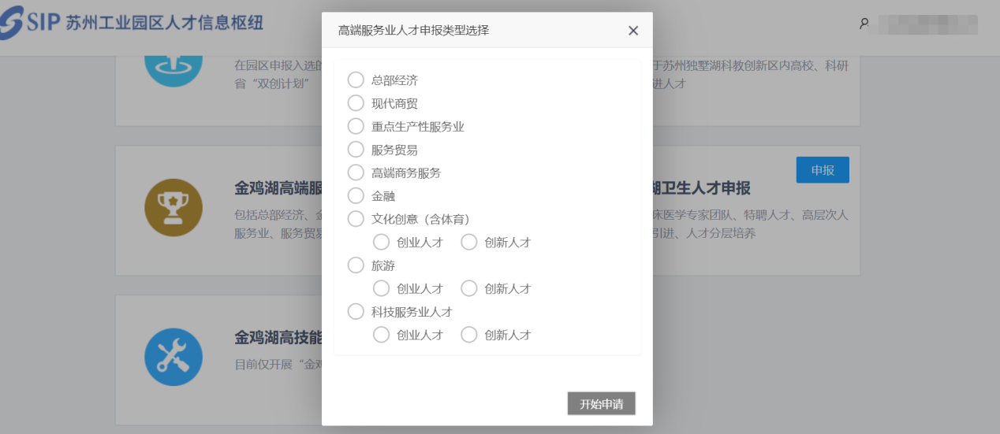 SIP 苏州工业园区人才信息枢纽
高端服务业人才申报类型选择
在园区申报入选的
省“双创计划”
于苏州独墅湖科教创新区内高校、科研
进人才
总部经济
现代商贸
重点生产性服务业
服务贸易
高端商务服务
金融
文化创意（含体育）
创业人才 创新人才
旅游
创业人才 创新人才
科技服务业人才
创业人才 创新人才
开始申请
金鸡湖高端服
包括总部经济、金
服务业、服务贸易
申报
湖卫生人才申报
床医学专家团队、特聘人才、高层次人
引进、人才分层培养
金鸡湖高技能
目前仅开展“金鸡